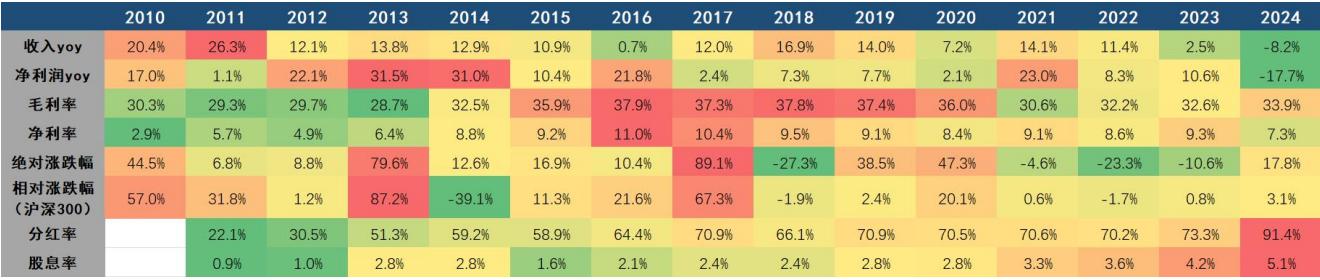 2010 2011 2012 2013 2014 2015 2016 2017 2018 2019 2020 2021 2022 2023 2024
收入yoy 20.4% 26.3% 12.1% 13.8% 12.9% 10.9% 0.7% 12.0% 16.9% 14.0% 7.2% 14.1% 11.4% 2.5% -8.2%
净利润yoy 17.0% 1.1% 22.1% 31.5% 31.0% 10.4% 21.8% 2.4% 7.3% 7.7% 2.1% 23.0% 8.3% 10.6% -17.7%
毛利率 30.3% 29.3% 29.7% 28.7% 32.5% 35.9% 37.9% 37.3% 37.8% 37.4% 36.0% 30.6% 32.2% 32.6% 33.9%
净利率 2.9% 5.7% 4.9% 6.4% 8.8% 9.2% 11.0% 10.4% 9.5% 9.1% 8.4% 9.1% 8.6% 9.3% 7.3%
绝对涨跌幅 44.5% 6.8% 8.8% 79.6% 12.6% 16.9% 10.4% 89.1% -27.3% 38.5% 47.3% -4.6% -23.3% -10.6% 17.8%
相对涨跌幅
（沪深300） 57.0% 31.8% 1.2% 87.2% -39.1% 11.3% 21.6% 67.3% -1.9% 2.4% 20.1% 0.6% -1.7% 0.8% 3.1%
分红率 22.1% 30.5% 51.3% 59.2% 58.9% 64.4% 70.9% 66.1% 70.9% 70.5% 70.6% 70.2% 73.3% 91.4%
股息率 0.9% 1.0% 2.8% 2.8% 1.6% 2.1% 2.4% 2.4% 2.8% 2.8% 3.3% 3.6% 4.2% 5.1%